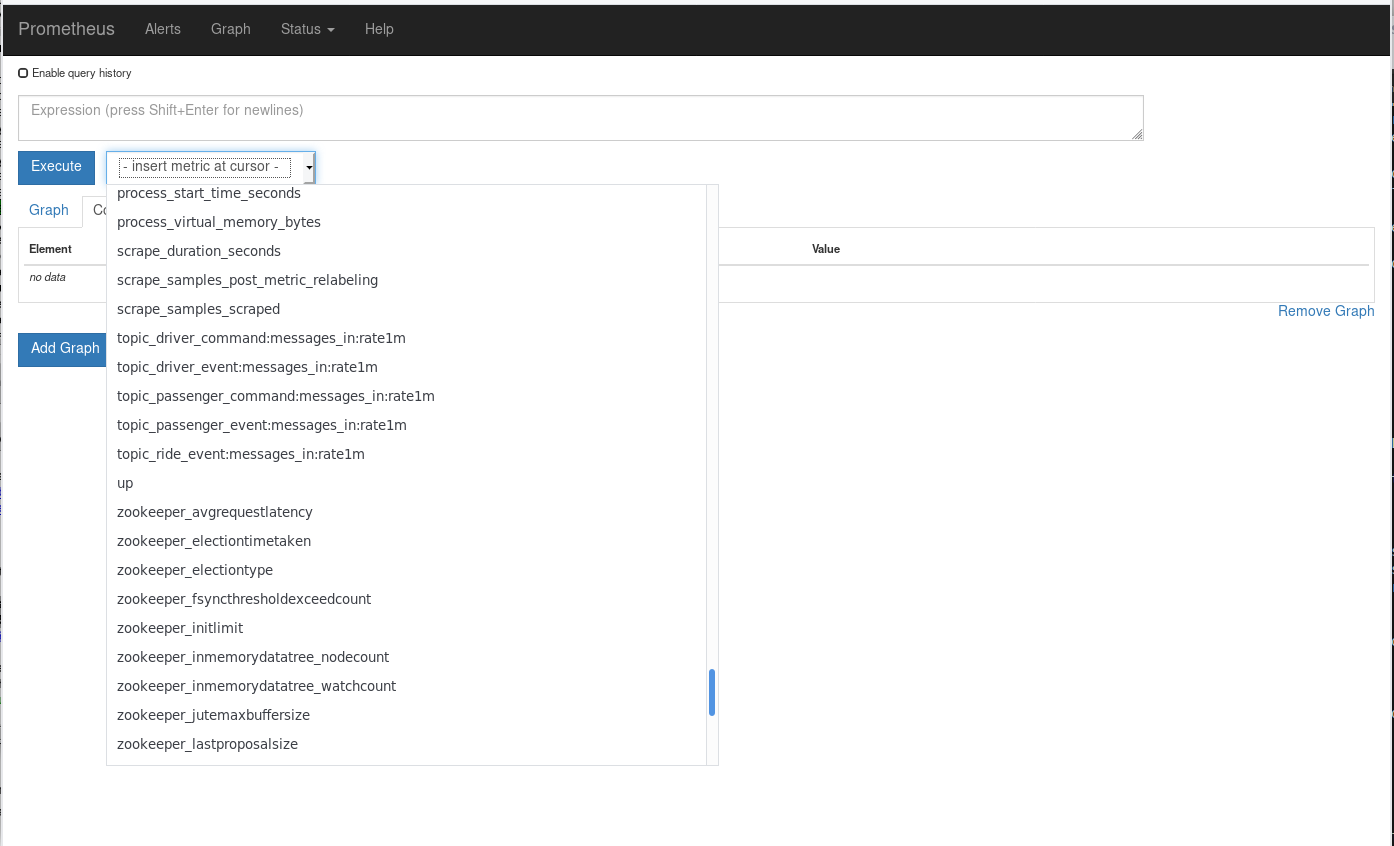 Prometheus Alerts Graph Status Help
Enable query history
Expression (press Shift+Enter for newlines)
Execute - insert metric at cursor -
Graph Co
Element Value
no data
Remove Graph
Add Graph
process_start_time_seconds
process_virtual_memory_bytes
scrape_duration_seconds
scrape_samples_post_metric_relabeling
scrape_samples_scraped
topic_driver_command:messages_in:rate1m
topic_driver_event:messages_in:rate1m
topic_passenger_command:messages_in:rate1m
topic_passenger_event:messages_in:rate1m
topic_ride_event:messages_in:rate1m
up
zookeeper_avgrequestlatency
zookeeper_electiontimetaken
zookeeper_electiontype
zookeeper_fsyncthresholdexceedcount
zookeeper_initlimit
zookeeper_inmemorydatatree_nodecount
zookeeper_inmemorydatatree_watchcount
zookeeper_jutemaxbuffersize
zookeeper_lastproposalsize